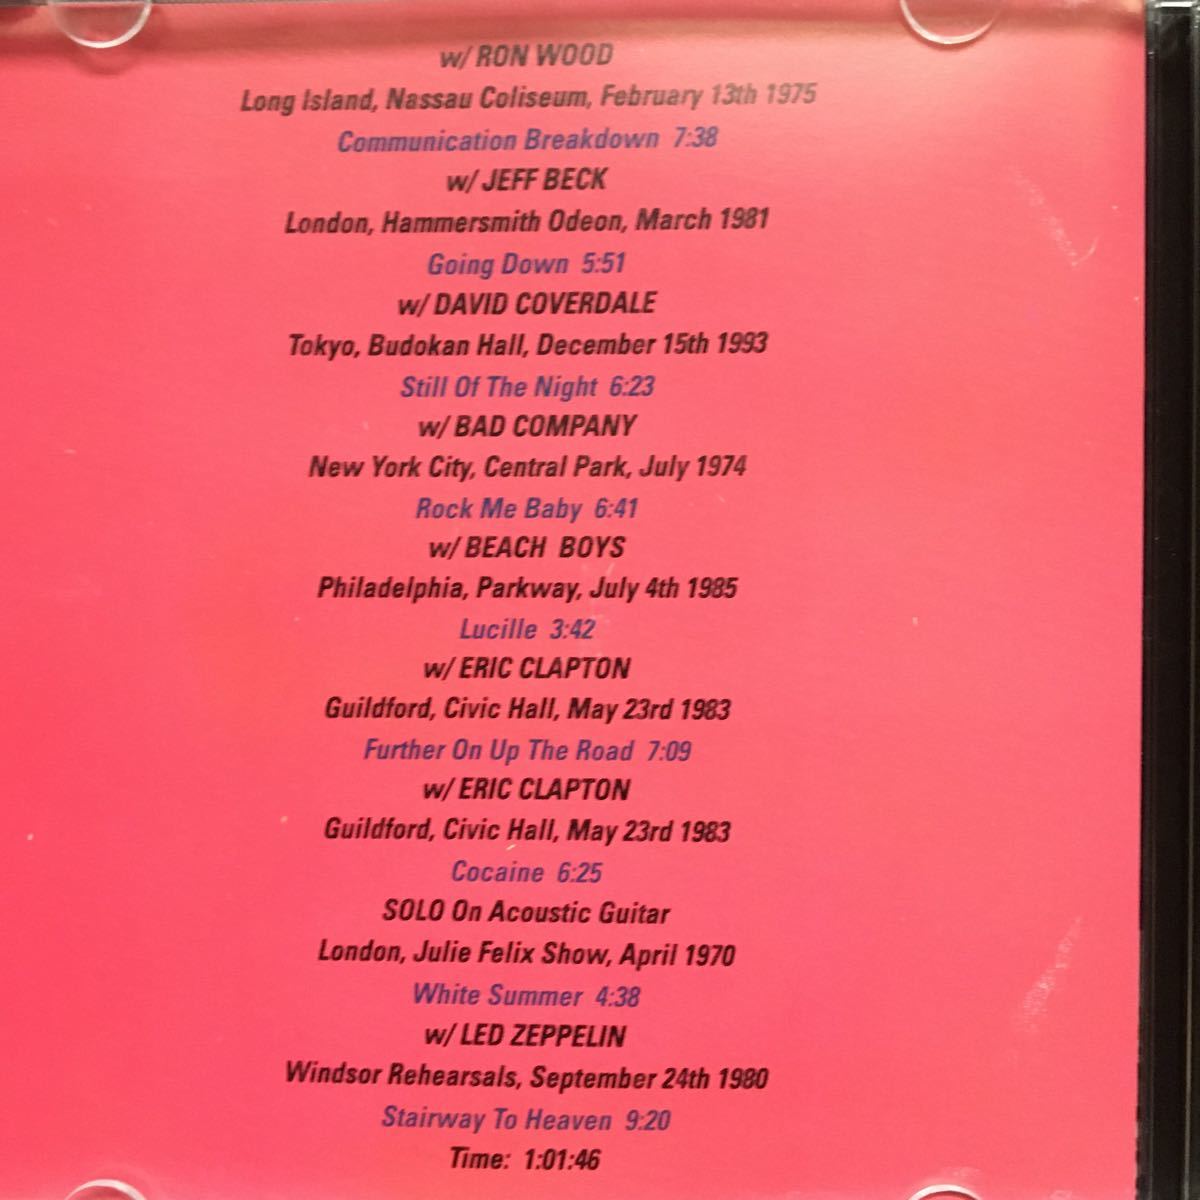 w/ RON WOOD
Long Island, Nassau Coliseum, February 13th 1975
Communication Breakdown 7:38
w/ JEFF BECK
London, Hammersmith Odeon, March 1981
Going Down 5:51
w/ DAVID COVERDALE
Tokyo, Budokan Hall, December 15th 1993
Still Of The Night 6:23
w/ BAD COMPANY
New York City, Central Park, July 1974
Rock Me Baby 6:41
w/ BEACH BOYS
Philadelphia, Parkway, July 4th 1985
Lucille 3:42
w/ ERIC CLAPTON
Guildford, Civic Hall, May 23rd 1983
Further On Up The Road 7:09
w/ ERIC CLAPTON
Guildford, Civic Hall, May 23rd 1983
Cocaine 6:25
SOLO On Acoustic Guitar
London, Julie Felix Show, April 1970
White Summer 4:38
w/ LED ZEPPELIN
Windsor Rehearsals, September 24th 1980
Stairway To Heaven 9:20
Time: 1:01:46